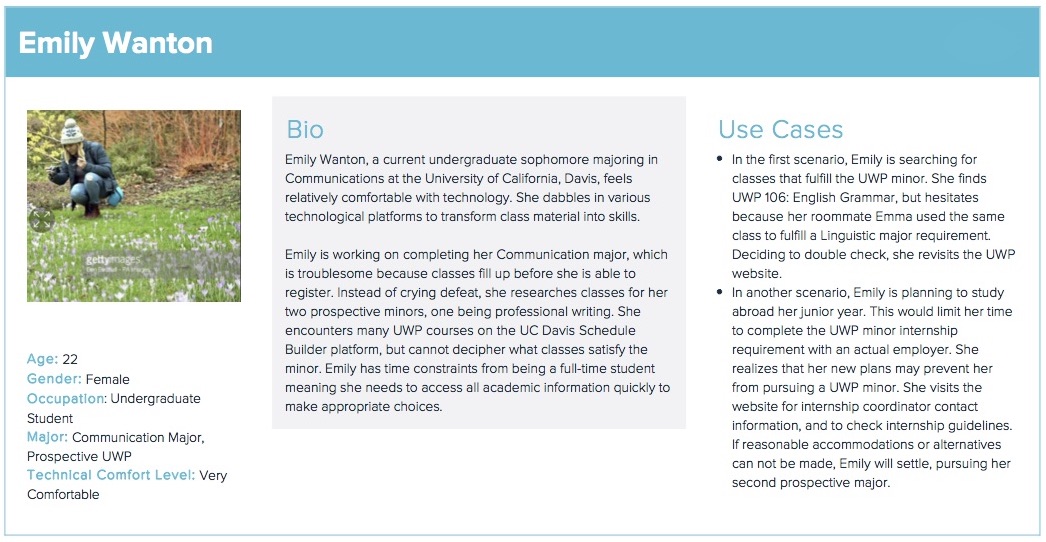 Emily Wanton
gettyimages
Age: 22
Gender: Female
Occupation: Undergraduate
Student
Major: Communication Major,
Prospective UWP
Technical Comfort Level: Very
Comfortable
Bio
Emily Wanton, a current undergraduate sophomore majoring in
Communications at the University of California, Davis, feels
relatively comfortable with technology. She dabbles in various
technological platforms to transform class material into skills.
Emily is working on completing her Communication major, which
is troublesome because classes fill up before she is able to
register. Instead of crying defeat, she researches classes for her
two prospective minors, one being professional writing. She
encounters many UWP courses on the UC Davis Schedule
Builder platform, but cannot decipher what classes satisfy the
minor. Emily has time constraints from being a full-time student
meaning she needs to access all academic information quickly to
make appropriate choices.
Use Cases
• In the first scenario, Emily is searching for
classes that fulfill the UWP minor. She finds
UWP 106: English Grammar, but hesitates
because her roommate Emma used the same
class to fulfill a Linguistic major requirement.
Deciding to double check, she revisits the UWP
website.
• In another scenario, Emily is planning to study
abroad her junior year. This would limit her time
to complete the UWP minor internship
requirement with an actual employer. She
realizes that her new plans may prevent her
from pursuing a UWP minor. She visits the
website for internship coordinator contact
information, and to check internship guidelines.
If reasonable accommodations or alternatives
can not be made, Emily will settle, pursuing her
second prospective major.